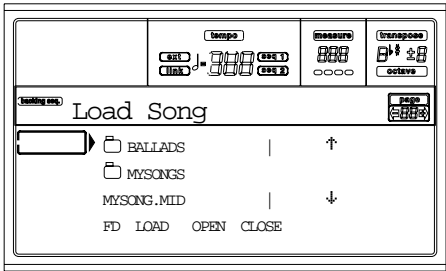 tempo measure transpose
ext seq 1
link seq 2
octave
backing seq. Load Song page
BALLADS
MYSONGS
MYSONG.MID
FD LOAD OPEN CLOSE